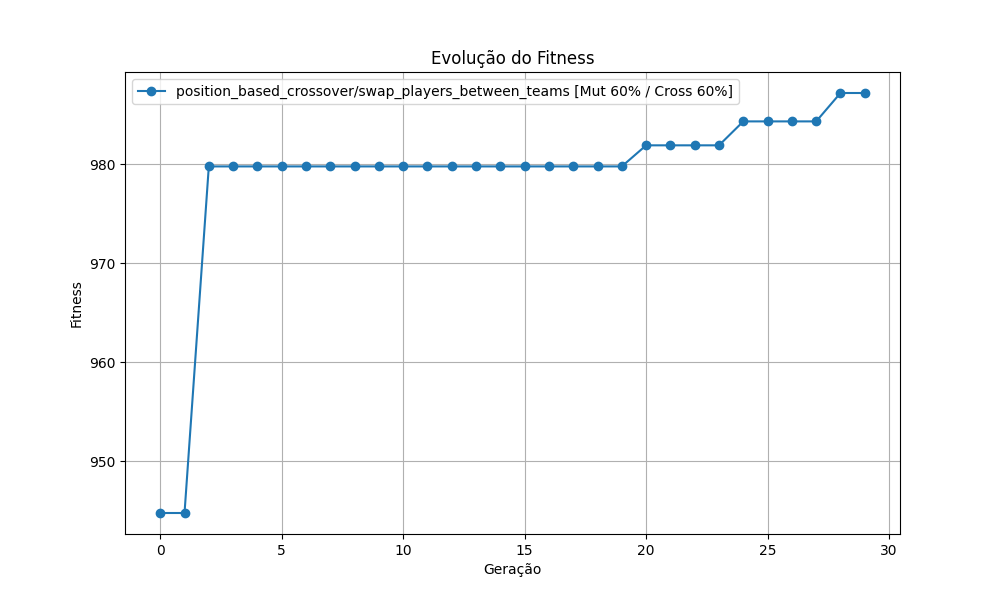 Evolução do Fitness
position_based_crossover/swap_players_between_teams [Mut 60% / Cross 60%]
980
970
960
950
Fitness
0 5 10 15 20 25 30
Geração